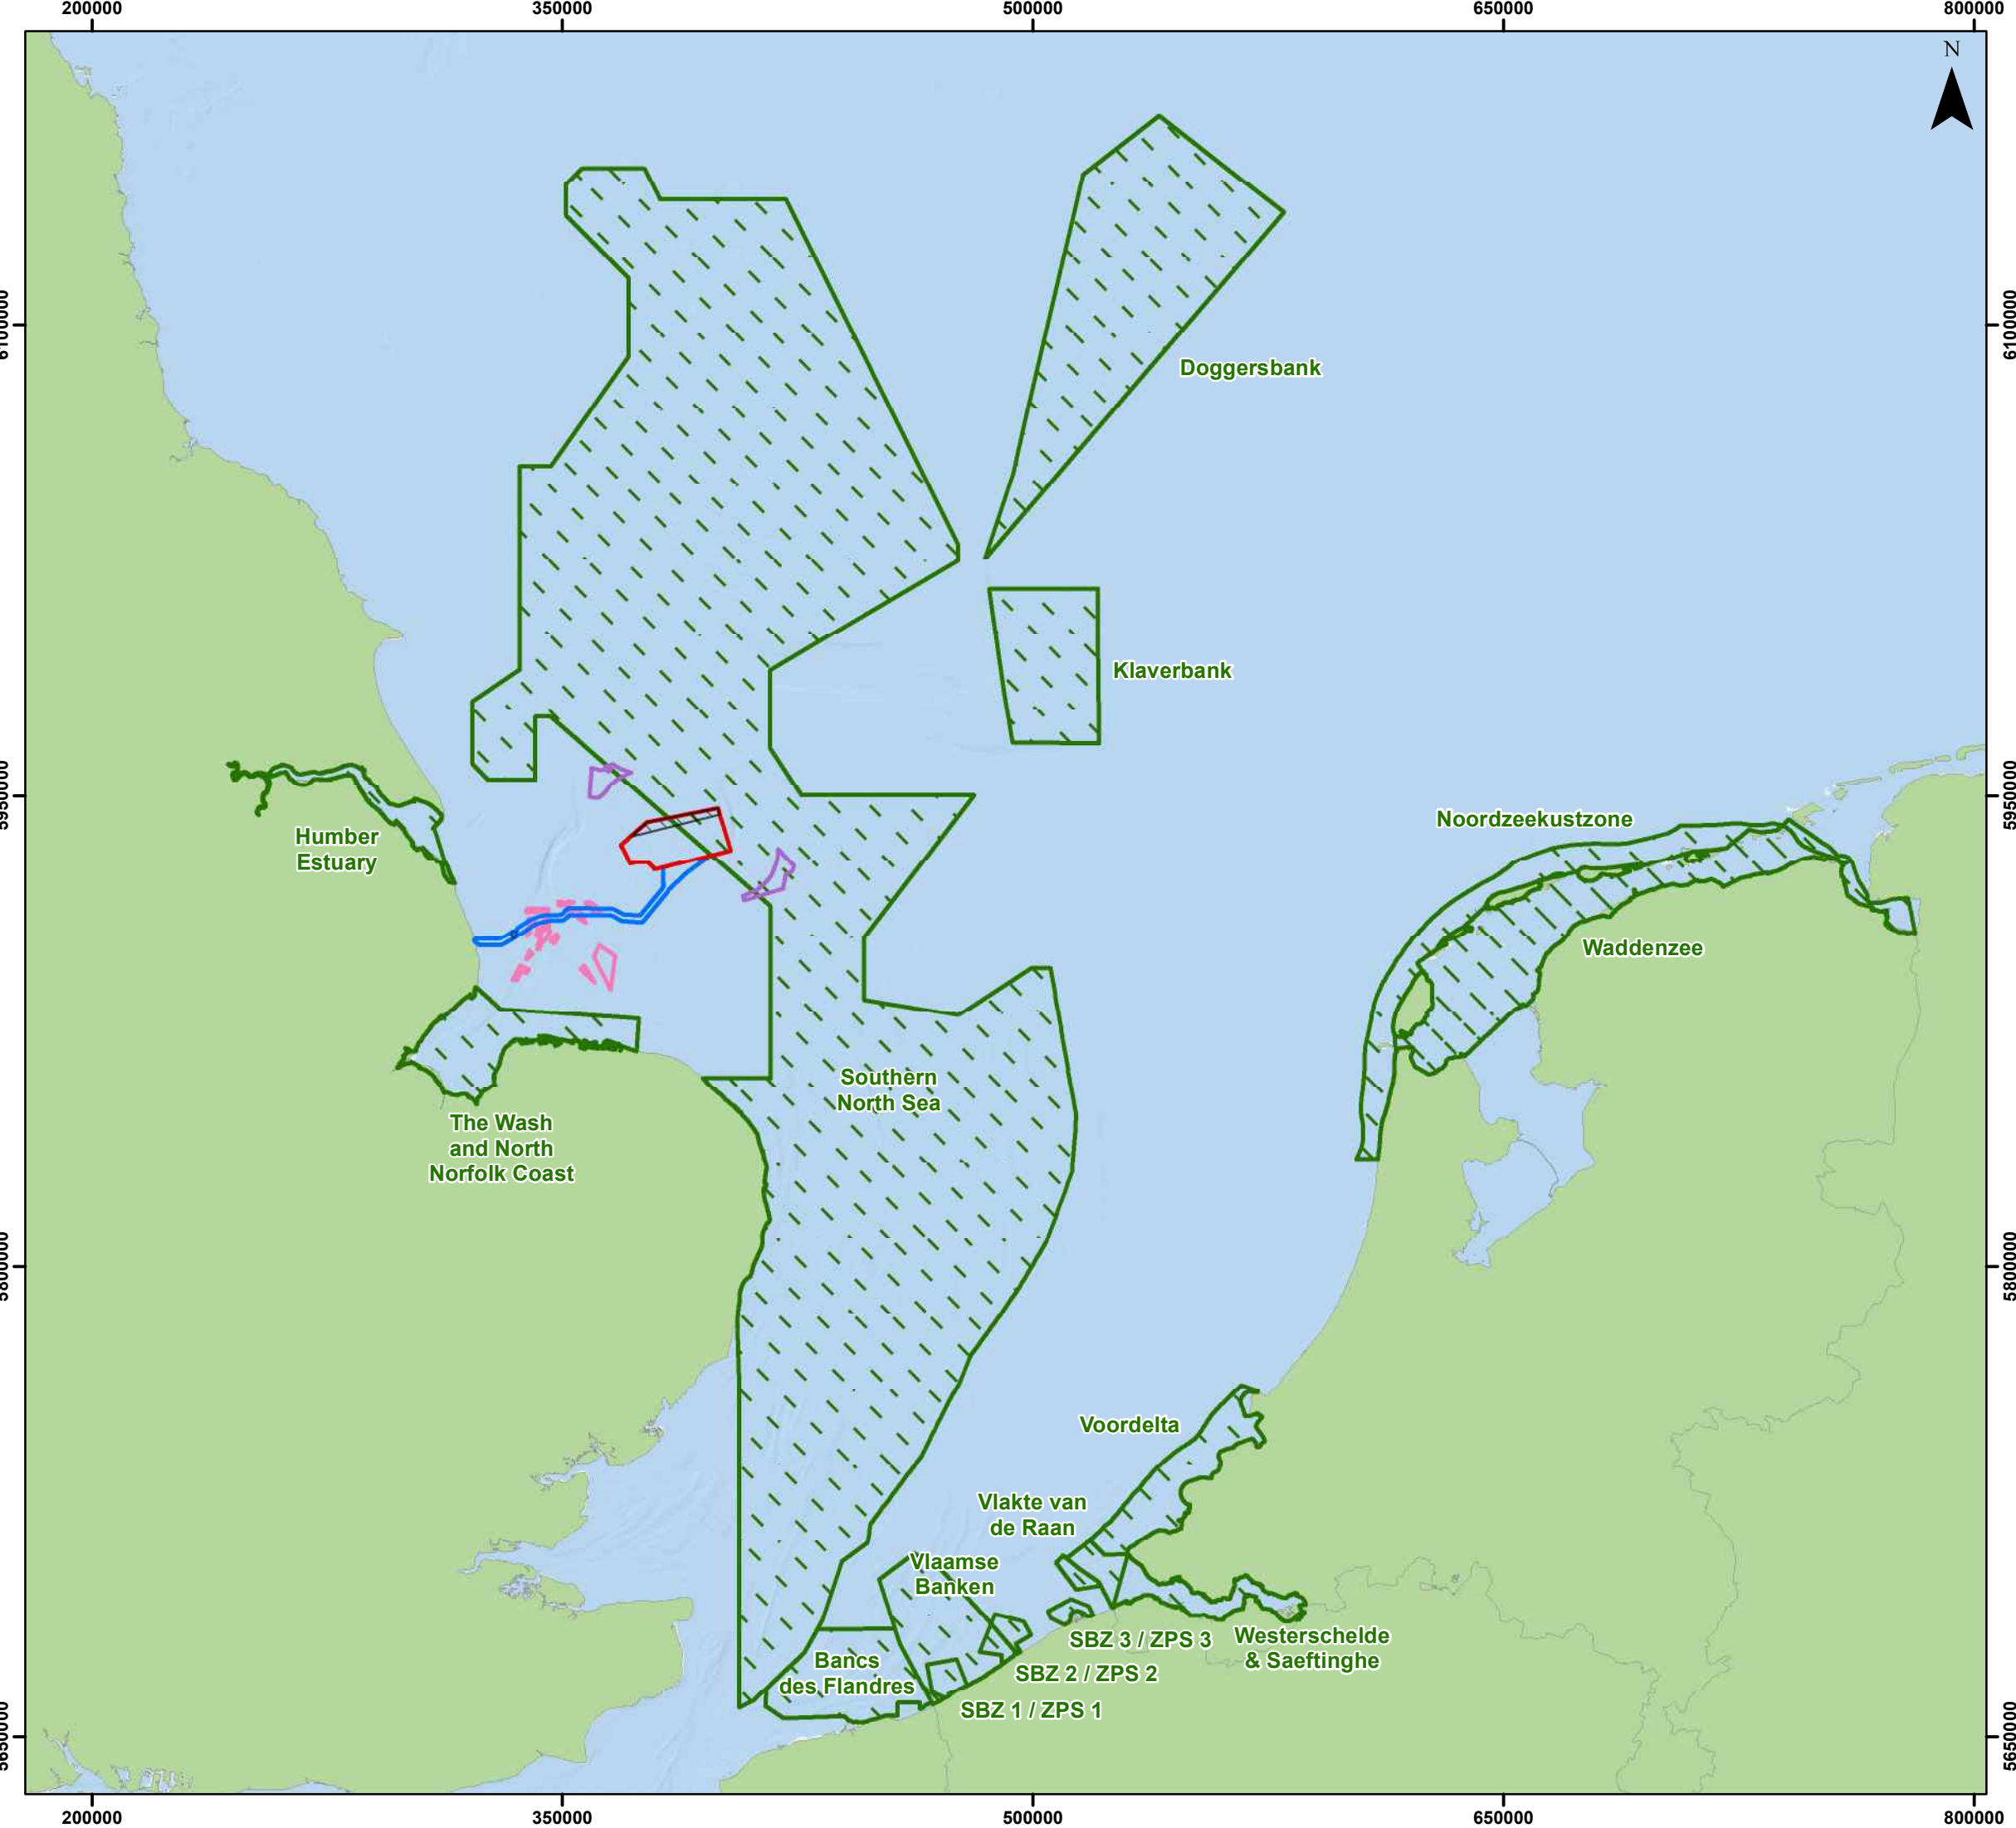 200000 350000 500000 650000 800000
N
6100000 6100000
Doggersbank
Klaverbank
5950000 5950000
Noordzeekustzone
Humber
Estuary
Waddenzee
Southern
North Sea
The Wash
and North
Norfolk Coast
5800000 5800000
Voordelta
Vlakte van
de Raan
Vlaamse
Banken
SBZ 3 / ZPS 3
Westerschelde
& Saeftinghe
Bancs
des Flandres
SBZ 2 / ZPS 2
SBZ 1 / ZPS 1
5650000 5650000
200000 350000 500000 650000 800000